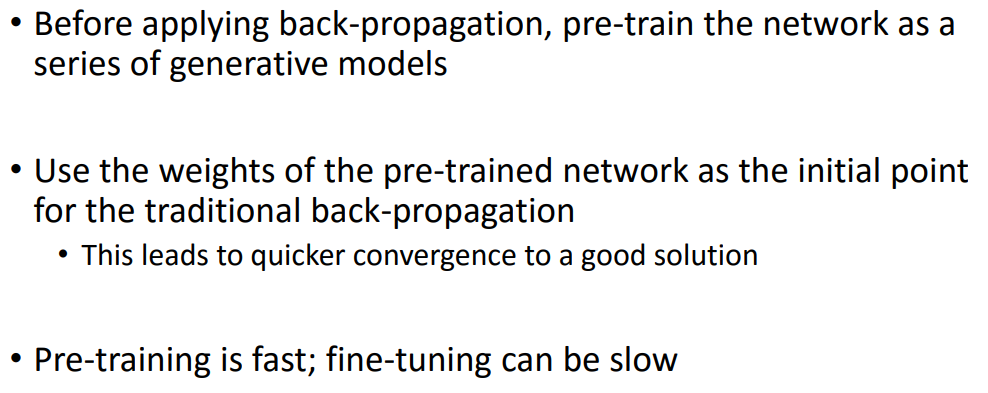 • Before applying back-propagation, pre-train the network as a
series of generative models
• Use the weights of the pre-trained network as the initial point
for the traditional back-propagation
• This leads to quicker convergence to a good solution
• Pre-training is fast; fine-tuning can be slow